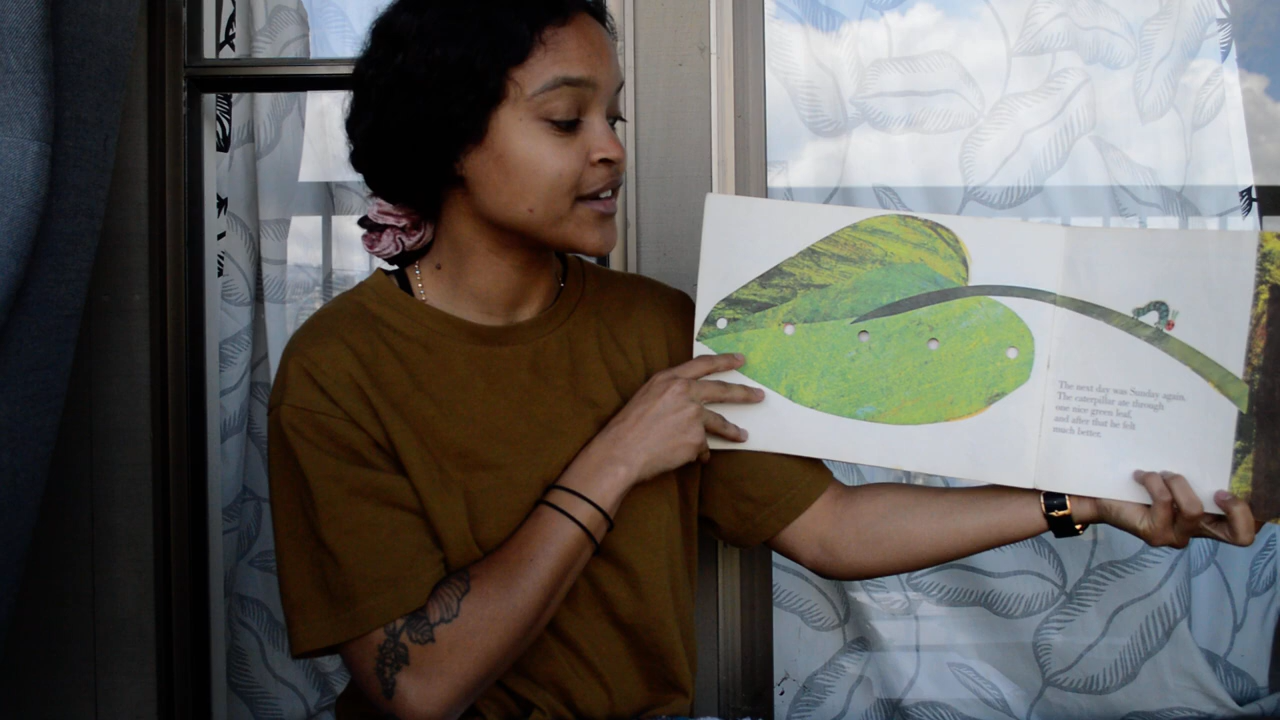 The next day was Sunday again.
The caterpillar ate through
one nice green leaf,
and after that he felt
much better.